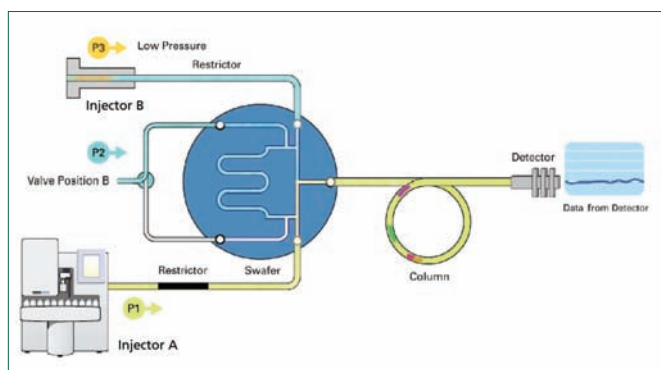 P3
Low Pressure
Restrictor
Injector B
P2
Valve Position B
Detector
Data from Detector
Restrictor
Swafer
Column
P1
Injector A